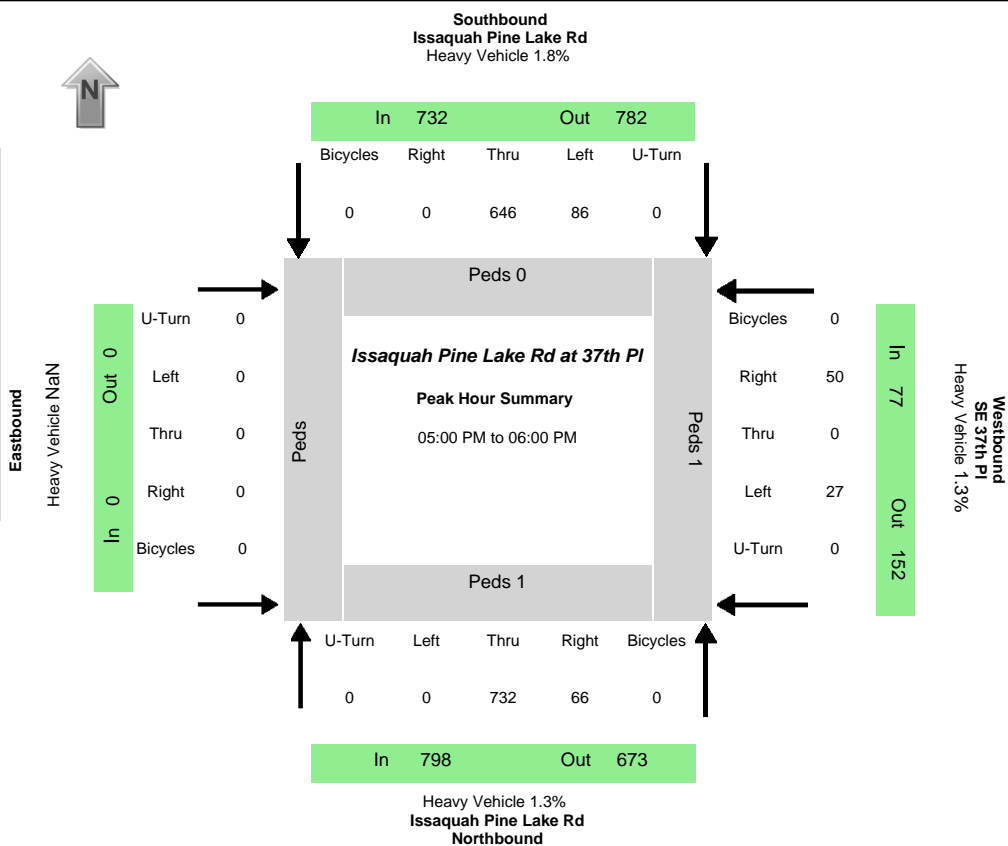 Southbound
Issaquah Pine Lake Rd
Heavy Vehicle 1.8%
N
In 732 Out 782
Bicycles Right Thru Left U-Turn
0 0 646 86 0
Peds 0
Eastbound
Heavy Vehicle NaN
Out 0 In 0
U-Turn 0
Left 0
Thru 0
Right 0
Bicycles 0
Peds
Issaquah Pine Lake Rd at 37th Pl
Peak Hour Summary
05:00 PM to 06:00 PM
Peds 1
Bicycles 0
Right 50
Thru 0
Left 27
U-Turn 0
In 77 Out 152
Westbound
SE 37th Pl
Heavy Vehicle 1.3%
Peds 1
U-Turn Left Thru Right Bicycles
0 0 732 66 0
In 798 Out 673
Heavy Vehicle 1.3%
Issaquah Pine Lake Rd
Northbound